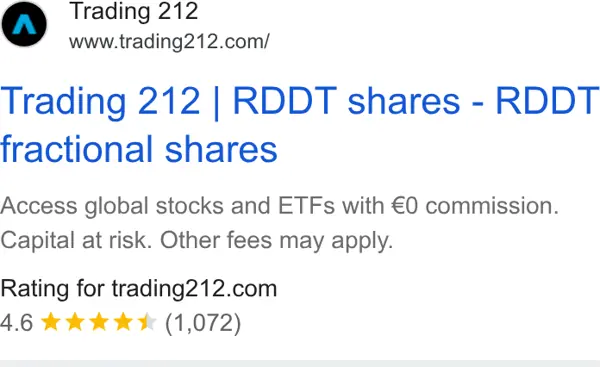 Trading 212
www.trading212.com/
Trading 212 | RDDT shares - RDDT
fractional shares
Access global stocks and ETFs with €0 commission.
Capital at risk. Other fees may apply.
Rating for trading212.com
4.6 (1,072)